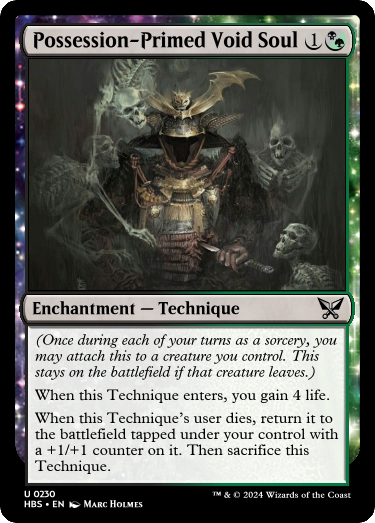 Possession-Primed Void Soul 1
Enchantment — Technique
(Once during each of your turns as a sorcery, you
may attach this to a creature you control. This
stays on the battlefield if that creature leaves.)
When this Technique enters, you gain 4 life.
When this Technique's user dies, return it to
the battlefield tapped under your control with
a +1/+1 counter on it. Then sacrifice this
Technique.
U 0230
HBS • EN Marc Holmes
™ & © 2024 Wizards of the Coast